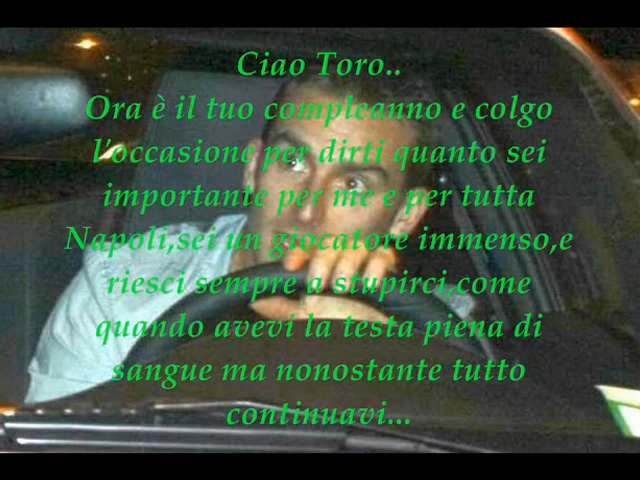 Ciao Toro..
Ora è il tuo compleanno e colgo
l'occasione per dirti quanto sei
importante per me e per tutta
Napoli,sei un giocatore immenso,e
riesci sempre a stupirci,come
quando avevi la testa piena di
sangue ma nonostante tutto
continuavi...